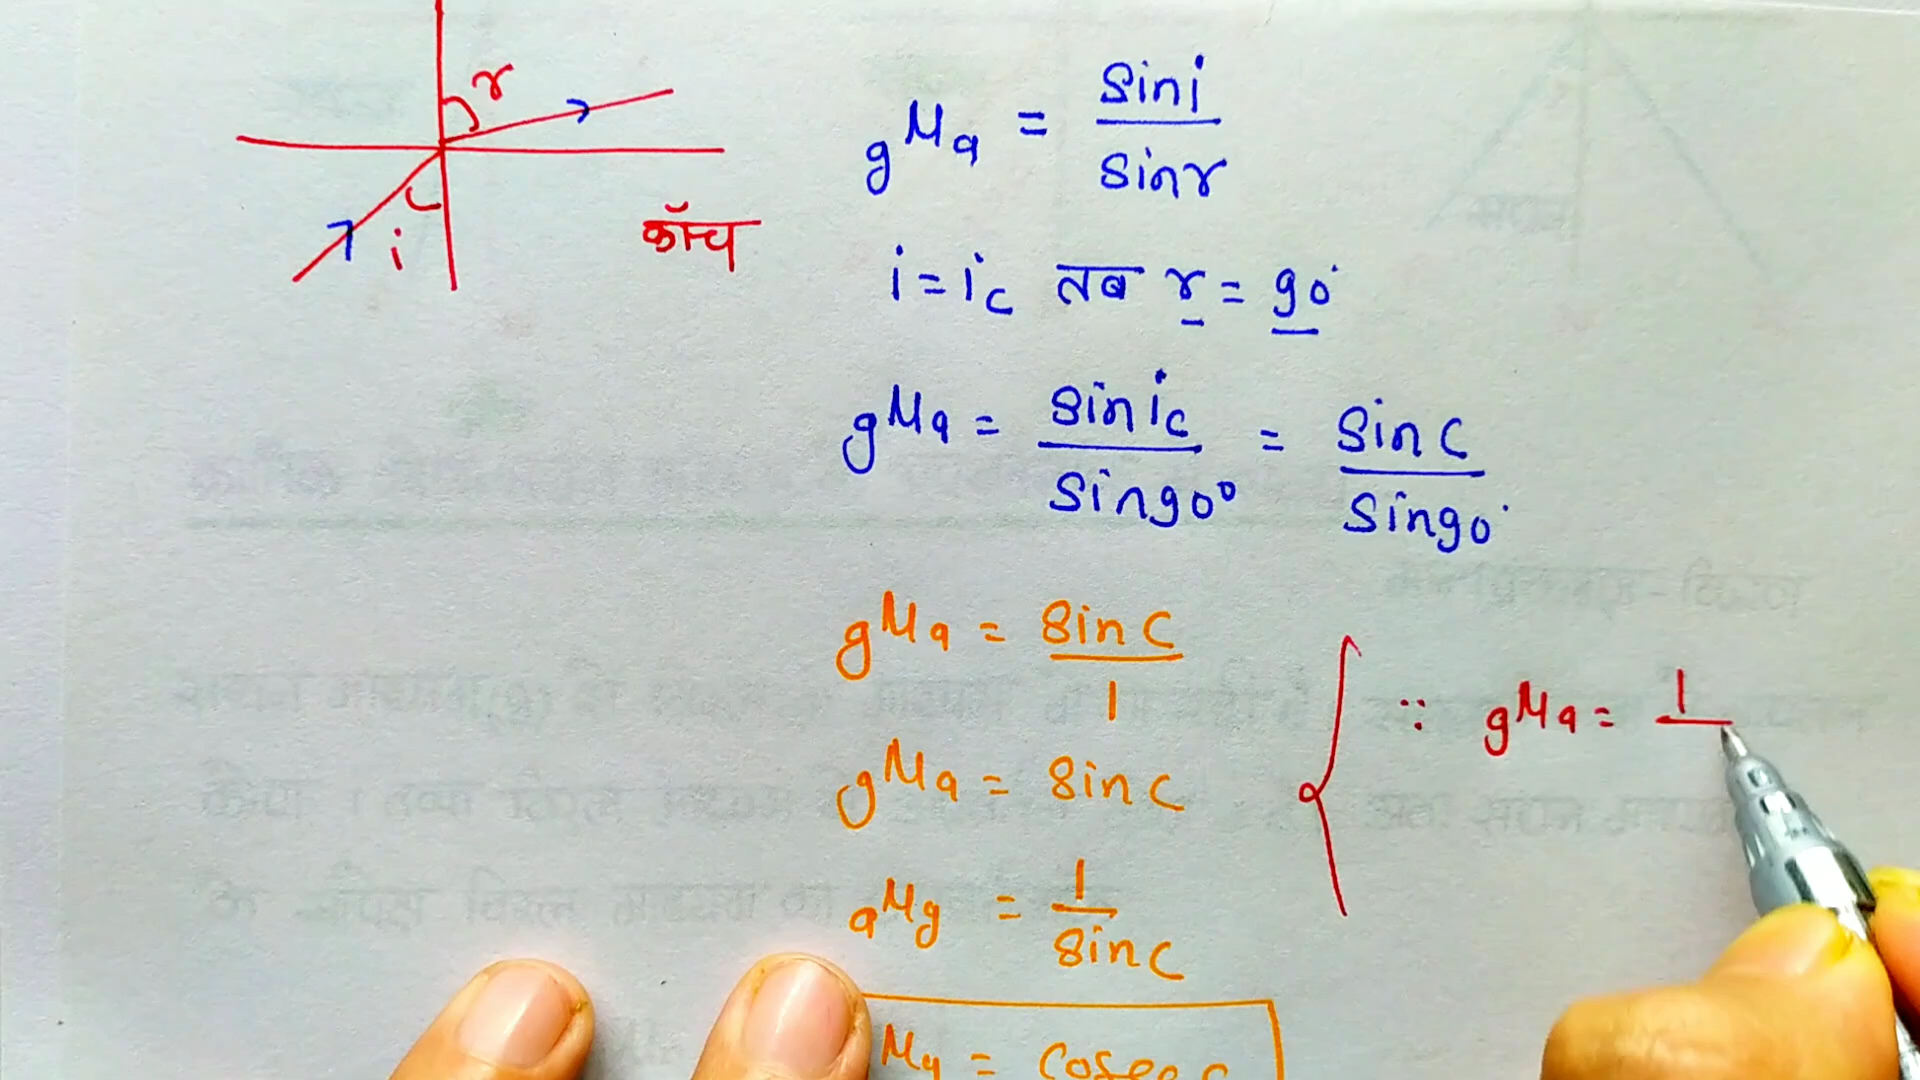 r
i
काँच
gμa = sini / sinr
i = ic तब r = 90°
gμa = sin ic / sin90° = sin c / sin90°
gμa = sin c / 1
gμa = sin c
aμg = 1 / sin c
μg = cosec c
∵ gμa = 1